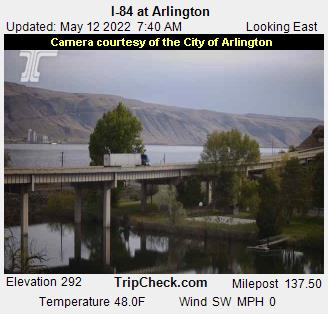 I-84 at Arlington
Updated: May 12 2022 7:40 AM Looking East
Camera courtesy of the City of Arlington
Elevation 292 TripCheck.com Milepost 137.50
Temperature 48.0F Wind SW MPH 0